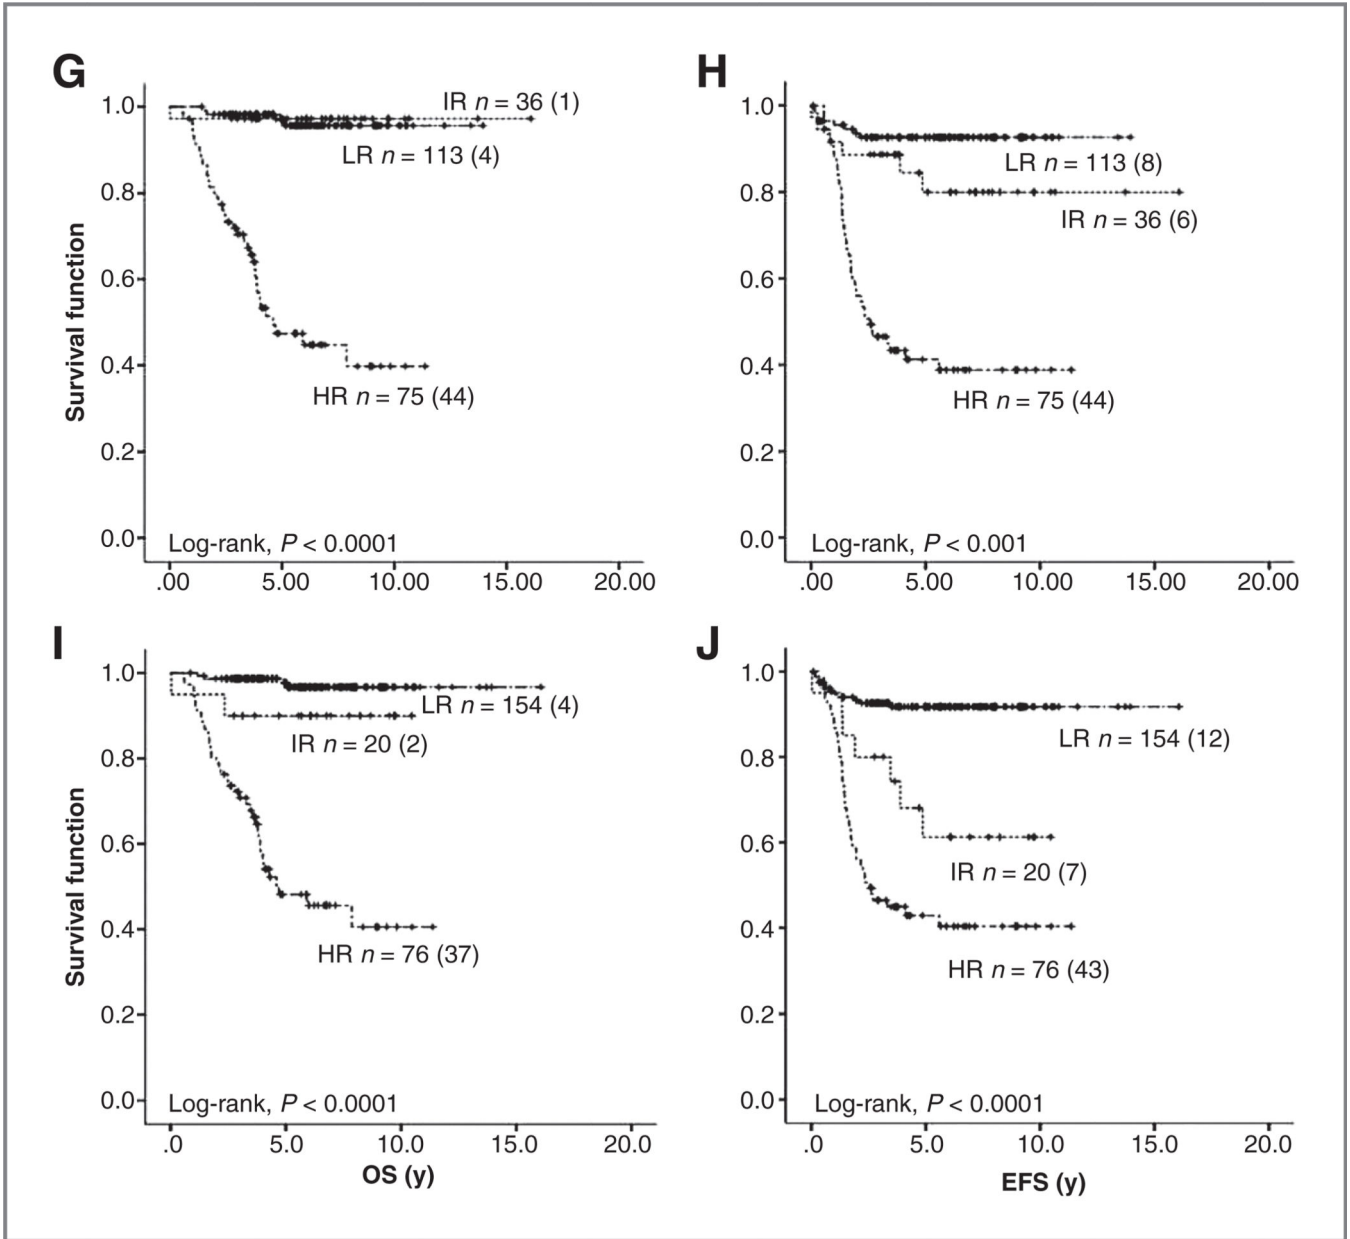 G
H
1.0
0.8
0.6
0.4
0.2
0.0
Survival function
IR n = 36 (1)
LR n = 113 (4)
HR n = 75 (44)
Log-rank, P < 0.0001
.00 5.00 10.00 15.00 20.00
1.0
0.8
0.6
0.4
0.2
0.0
LR n = 113 (8)
IR n = 36 (6)
HR n = 75 (44)
Log-rank, P < 0.001
.00 5.00 10.00 15.00 20.00
I
J
1.0
0.8
0.6
0.4
0.2
0.0
Survival function
LR n = 154 (4)
IR n = 20 (2)
HR n = 76 (37)
Log-rank, P < 0.0001
.0 5.0 10.0 15.0 20.0
OS (y)
1.0
0.8
0.6
0.4
0.2
0.0
LR n = 154 (12)
IR n = 20 (7)
HR n = 76 (43)
Log-rank, P < 0.0001
.0 5.0 10.0 15.0 20.0
EFS (y)